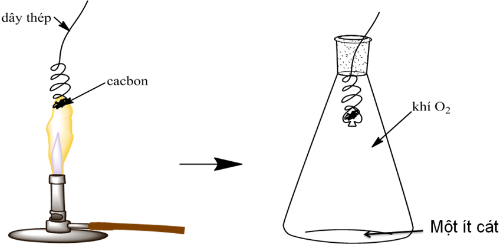 dây thép
cacbon
khí O₂
Một ít cát